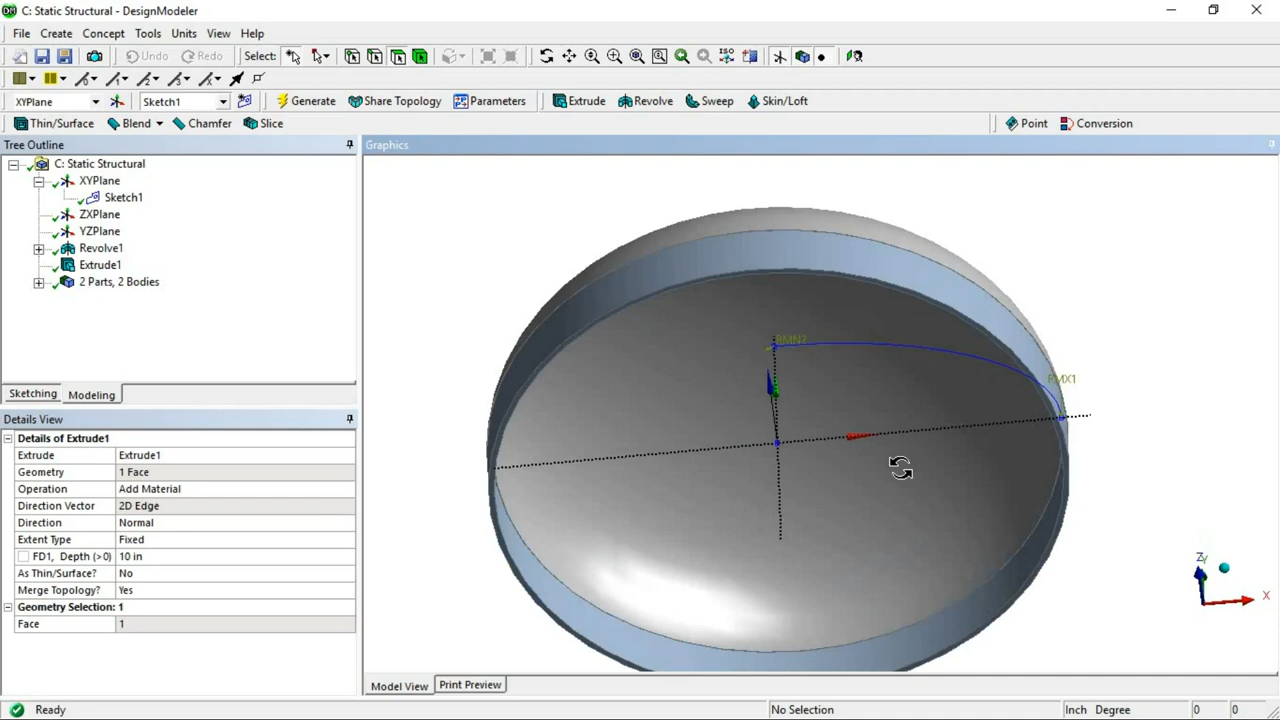 C: Static Structural - DesignModeler
File Create Concept Tools Units View Help
Undo Redo Select: ISO
XYPlane Sketch1 Generate Share Topology Parameters Extrude Revolve Sweep Skin/Loft
Thin/Surface Blend Chamfer Slice Point Conversion
Tree Outline
C: Static Structural
XYPlane
Sketch1
ZXPlane
YZPlane
Revolve1
Extrude1
2 Parts, 2 Bodies
Sketching Modeling
Details View
Details of Extrude1
Extrude Extrude1
Geometry 1 Face
Operation Add Material
Direction Vector 2D Edge
Direction Normal
Extent Type Fixed
FD1, Depth (>0) 10 in
As Thin/Surface? No
Merge Topology? Yes
Geometry Selection: 1
Face 1
Graphics
RMN2
RMX1
Z
Y
X
Model View Print Preview
Ready No Selection Inch Degree 0 0